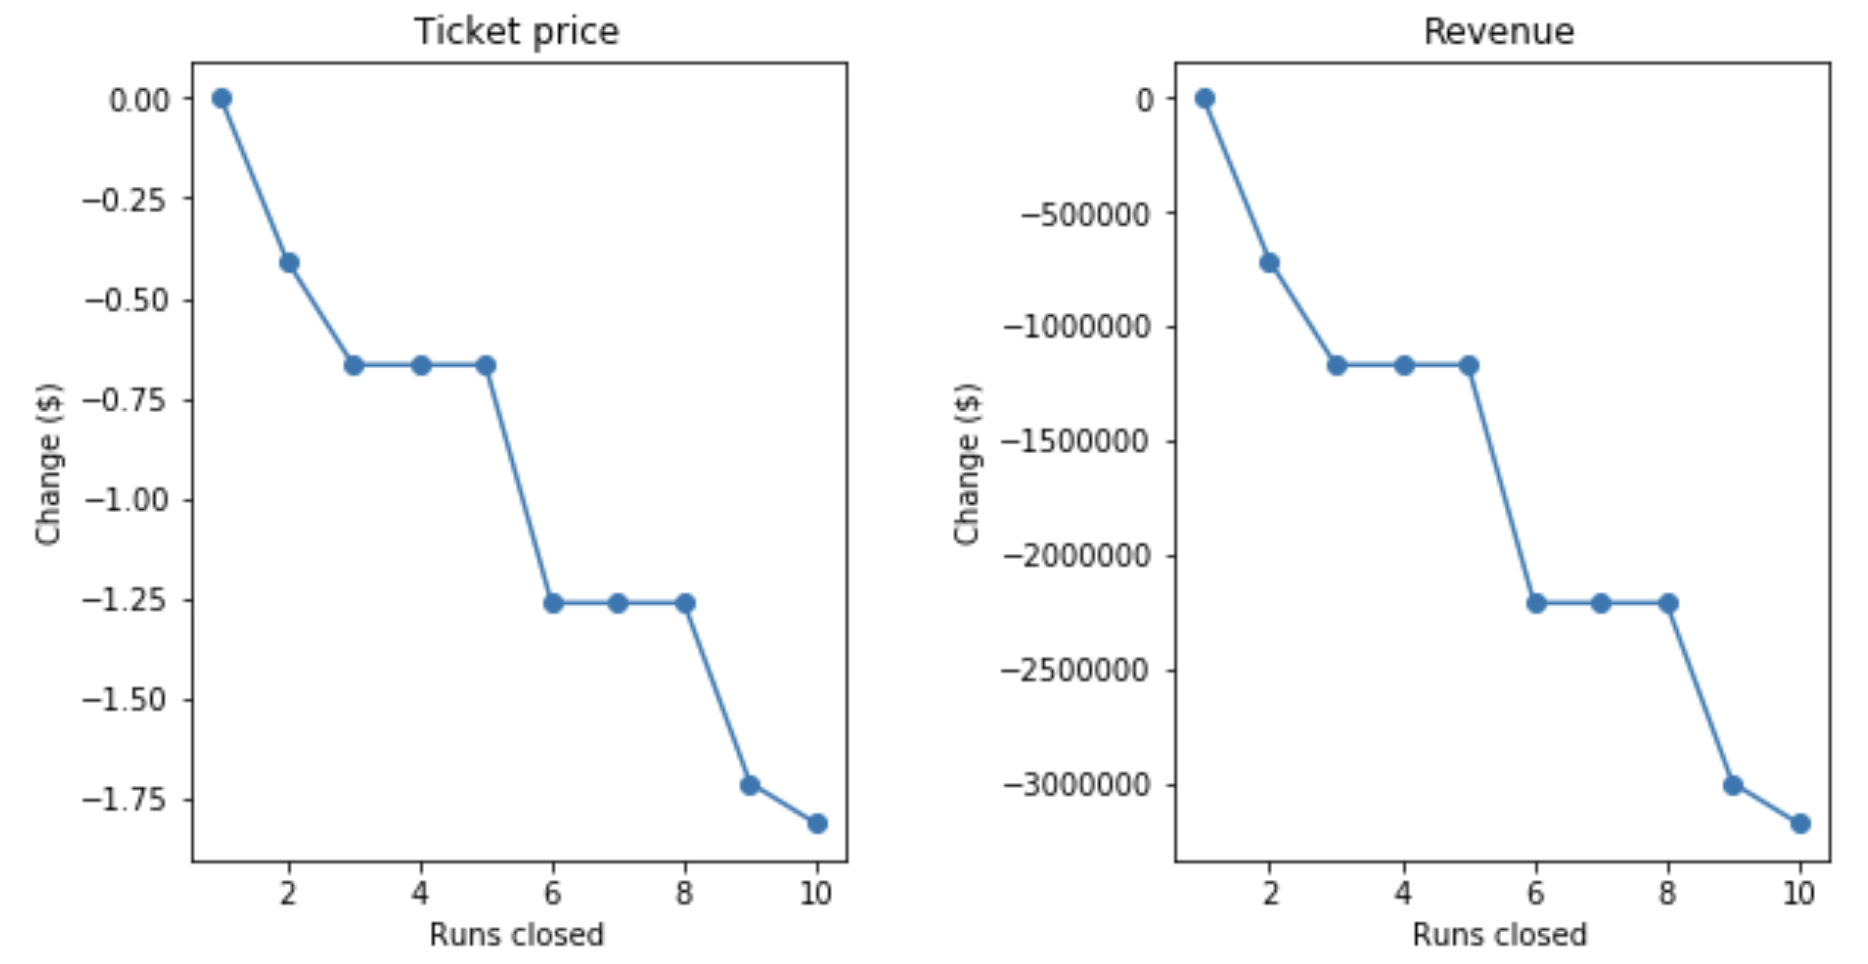 Ticket price
0.00
−0.25
−0.50
−0.75
−1.00
−1.25
−1.50
−1.75
Change ($)
2 4 6 8 10
Runs closed
Revenue
0
−500000
−1000000
−1500000
−2000000
−2500000
−3000000
Change ($)
2 4 6 8 10
Runs closed